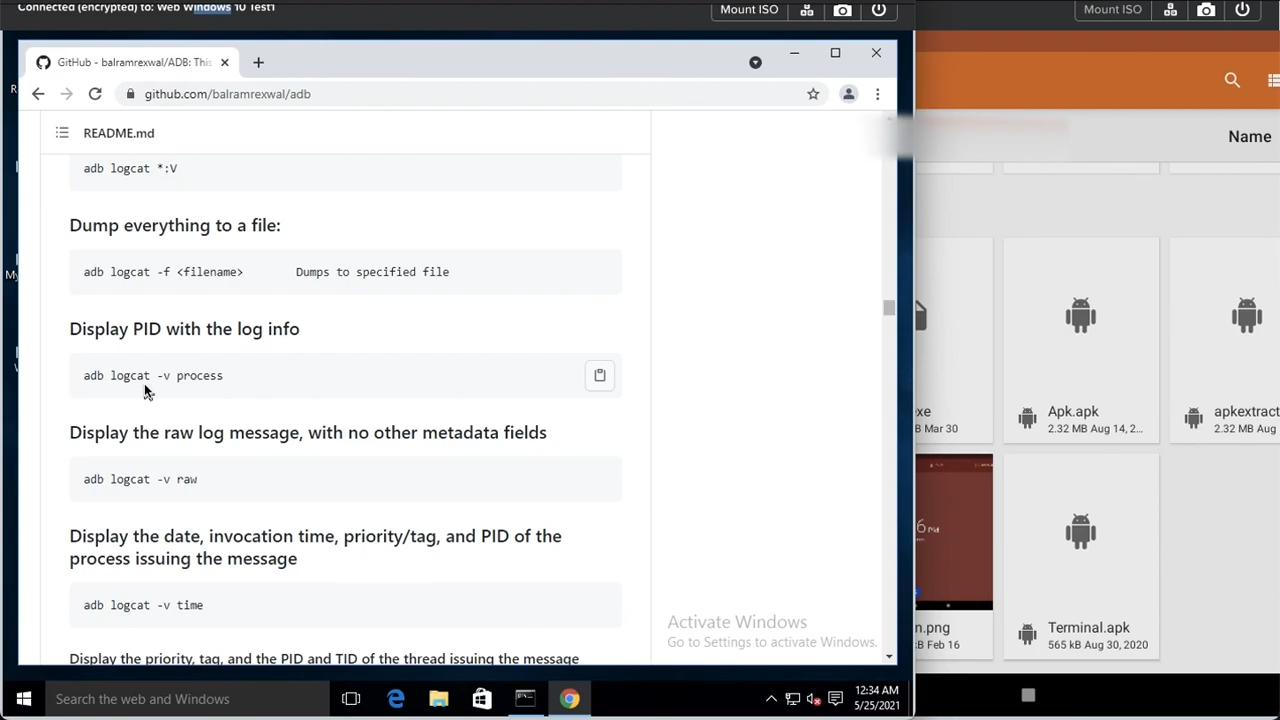 Connected (encrypted) to: Web Windows 10 Test1
Mount ISO
Mount ISO
GitHub - balramrexwal/ADB: This
github.com/balramrexwal/adb
README.md
adb logcat *:V
Dump everything to a file:
adb logcat -f <filename> Dumps to specified file
Display PID with the log info
adb logcat -v process
Display the raw log message, with no other metadata fields
adb logcat -v raw
Display the date, invocation time, priority/tag, and PID of the
process issuing the message
adb logcat -v time
Display the priority, tag, and the PID and TID of the thread issuing the message
Activate Windows
Go to Settings to activate Windows.
Search the web and Windows
12:34 AM
5/25/2021
Name
exe
B Mar 30
Apk.apk
2.32 MB Aug 14, 2...
apkextract
2.32 MB Aug
n.png
kB Feb 16
Terminal.apk
565 kB Aug 30, 2020